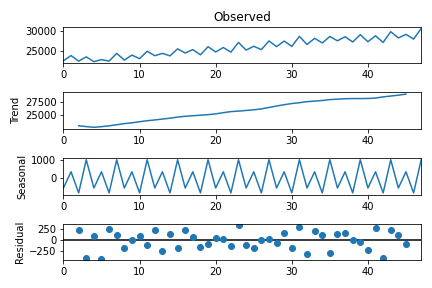 Observed
30000
25000
0 10 20 30 40
Trend
27500
25000
0 10 20 30 40
Seasonal
1000
0
0 10 20 30 40
Residual
250
0
−250
0 10 20 30 40